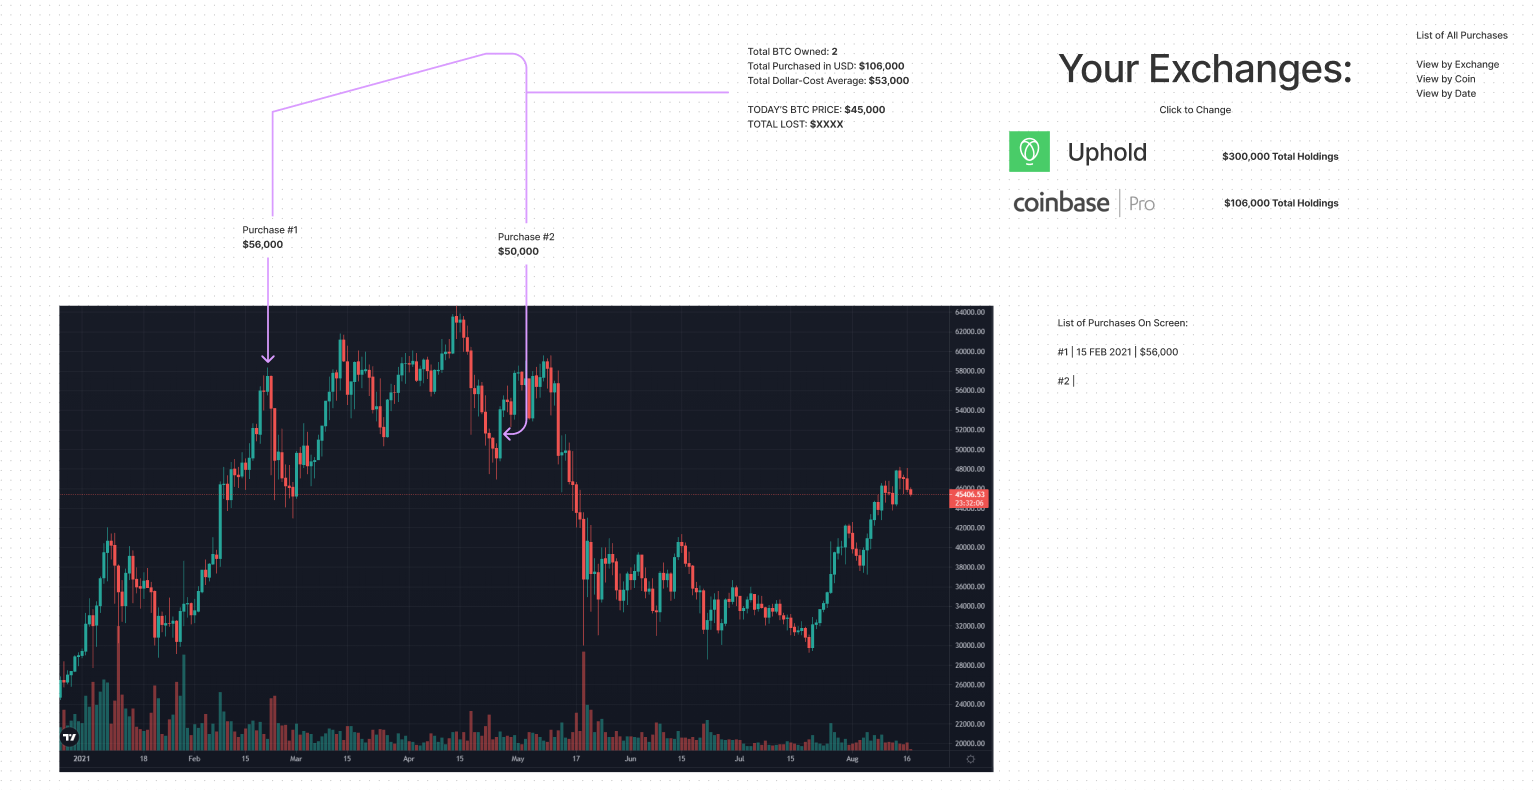 List of All Purchases
View by Exchange
View by Coin
View by Date
Your Exchanges:
Click to Change
Uphold
$300,000 Total Holdings
coinbase | Pro
$106,000 Total Holdings
Total BTC Owned: 2
Total Purchased in USD: $106,000
Total Dollar-Cost Average: $53,000
TODAY'S BTC PRICE: $45,000
TOTAL LOST: $XXXX
Purchase #1
$56,000
Purchase #2
$50,000
List of Purchases On Screen:
#1 | 15 FEB 2021 | $56,000
#2 |
64000.00
62000.00
60000.00
58000.00
56000.00
54000.00
52000.00
50000.00
48000.00
46000.00
45406.53
23:32:06
44000.00
42000.00
40000.00
38000.00
36000.00
34000.00
32000.00
30000.00
28000.00
26000.00
24000.00
22000.00
20000.00
2021 18 Feb 15 Mar 15 Apr 15 May 17 Jun 15 Jul 15 Aug 16